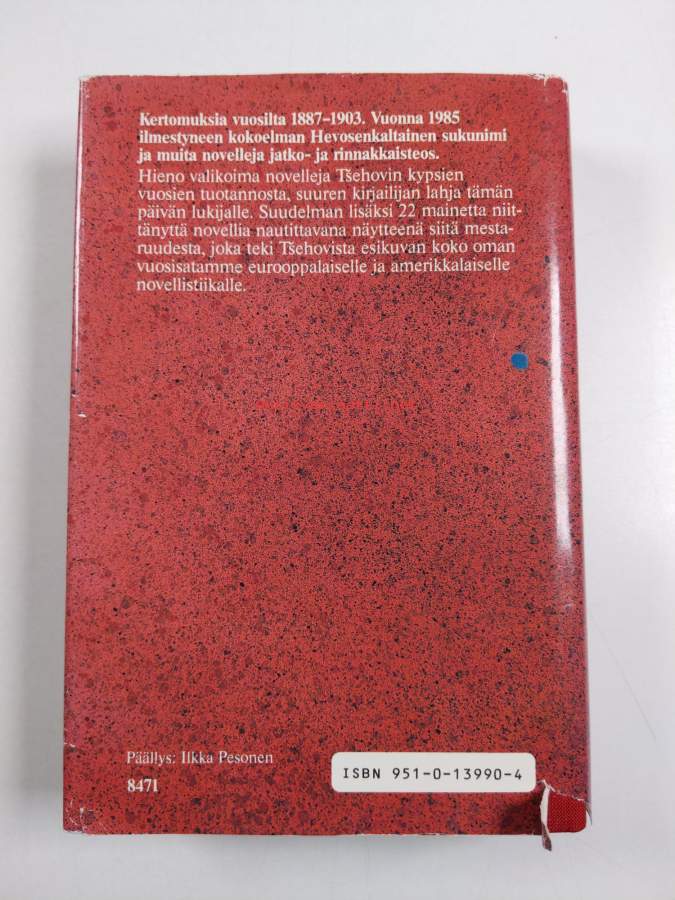 Kertomuksia vuosilta 1887–1903. Vuonna 1985
ilmestyneen kokoelman Hevosenkaltainen sukunimi
ja muita novelleja jatko- ja rinnakkaisteos.
Hieno valikoima novelleja Tšehovin kypsien
vuosien tuotannosta, suuren kirjailijan lahja tämän
päivän lukijalle. Suudelman lisäksi 22 mainetta niit-
tänyttä novellia nautittavana näytteenä siitä mesta-
ruudesta, joka teki Tšehovista esikuvan koko oman
vuosisatamme eurooppalaiselle ja amerikkalaiselle
novellistiikalle.
Päällys: Ilkka Pesonen
8471
ISBN 951-0-13990-4